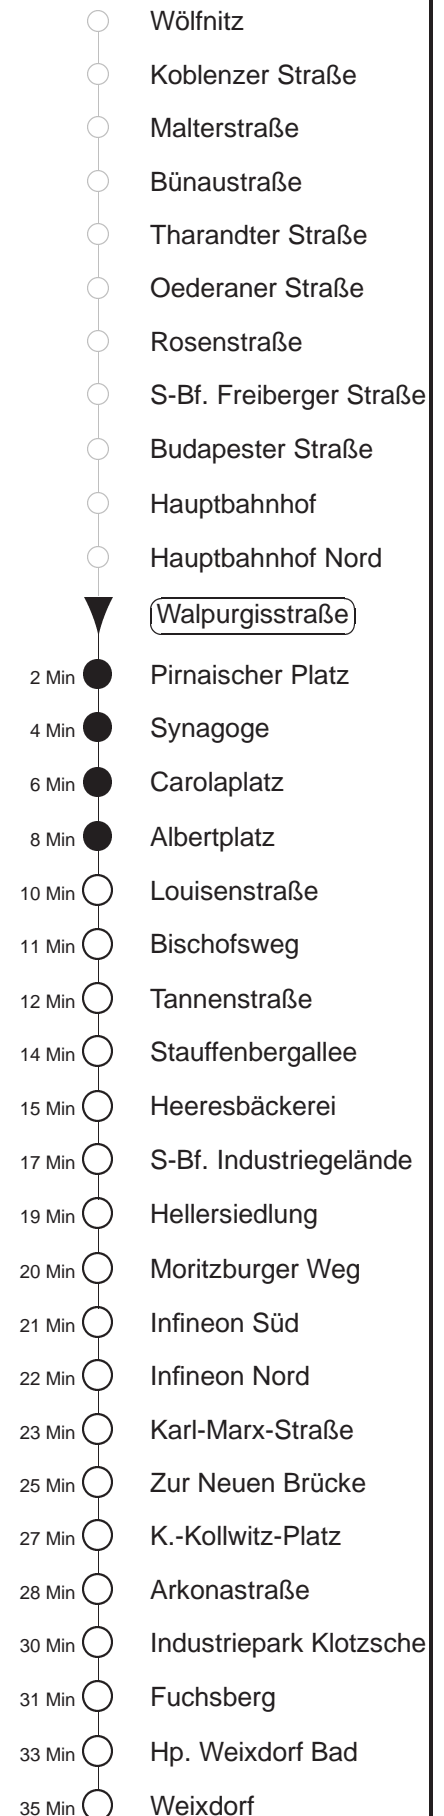 Wölfnitz
Koblenzer Straße
Malterstraße
Bünaustraße
Tharandter Straße
Oederaner Straße
Rosenstraße
S-Bf. Freiberger Straße
Budapester Straße
Hauptbahnhof
Hauptbahnhof Nord
Walpurgisstraße
2 Min Pirnaischer Platz
4 Min Synagoge
6 Min Carolaplatz
8 Min Albertplatz
10 Min Louisenstraße
11 Min Bischofsweg
12 Min Tannenstraße
14 Min Stauffenbergallee
15 Min Heeresbäckerei
17 Min S-Bf. Industriegelände
19 Min Hellersiedlung
20 Min Moritzburger Weg
21 Min Infineon Süd
22 Min Infineon Nord
23 Min Karl-Marx-Straße
25 Min Zur Neuen Brücke
27 Min K.-Kollwitz-Platz
28 Min Arkonastraße
30 Min Industriepark Klotzsche
31 Min Fuchsberg
33 Min Hp. Weixdorf Bad
35 Min Weixdorf